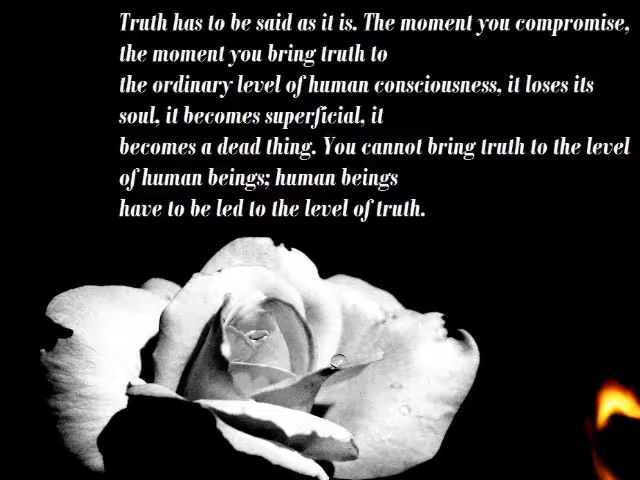 Truth has to be said as it is. The moment you compromise,
the moment you bring truth to
the ordinary level of human consciousness, it loses its
soul, it becomes superficial, it
becomes a dead thing. You cannot bring truth to the level
of human beings; human beings
have to be led to the level of truth.